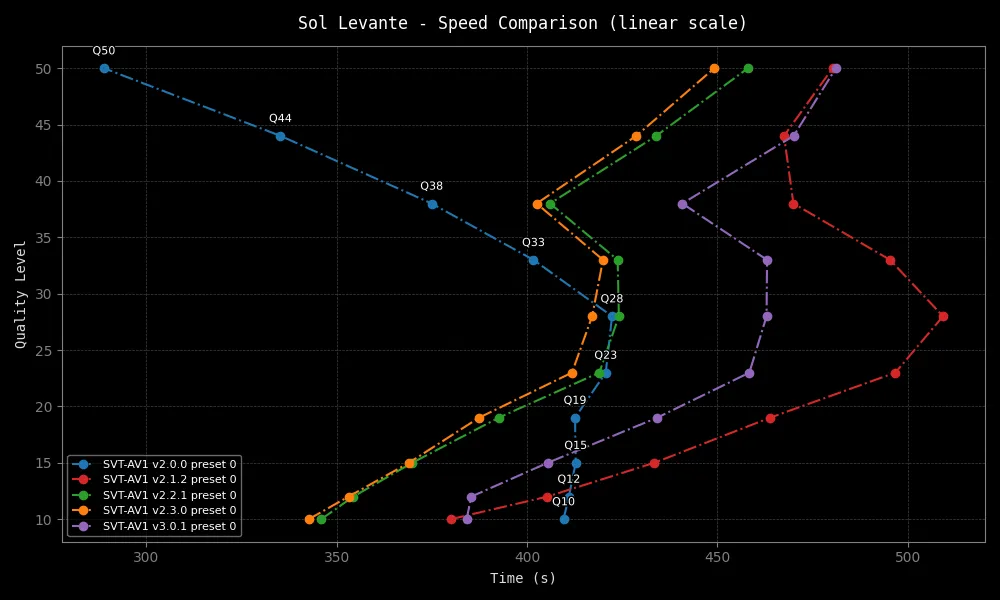 Sol Levante - Speed Comparison (linear scale)
Quality Level
50
45
40
35
30
25
20
15
10
Q50
Q44
Q38
Q33
Q28
Q23
Q19
Q15
Q12
Q10
SVT-AV1 v2.0.0 preset 0
SVT-AV1 v2.1.2 preset 0
SVT-AV1 v2.2.1 preset 0
SVT-AV1 v2.3.0 preset 0
SVT-AV1 v3.0.1 preset 0
300 350 400 450 500
Time (s)